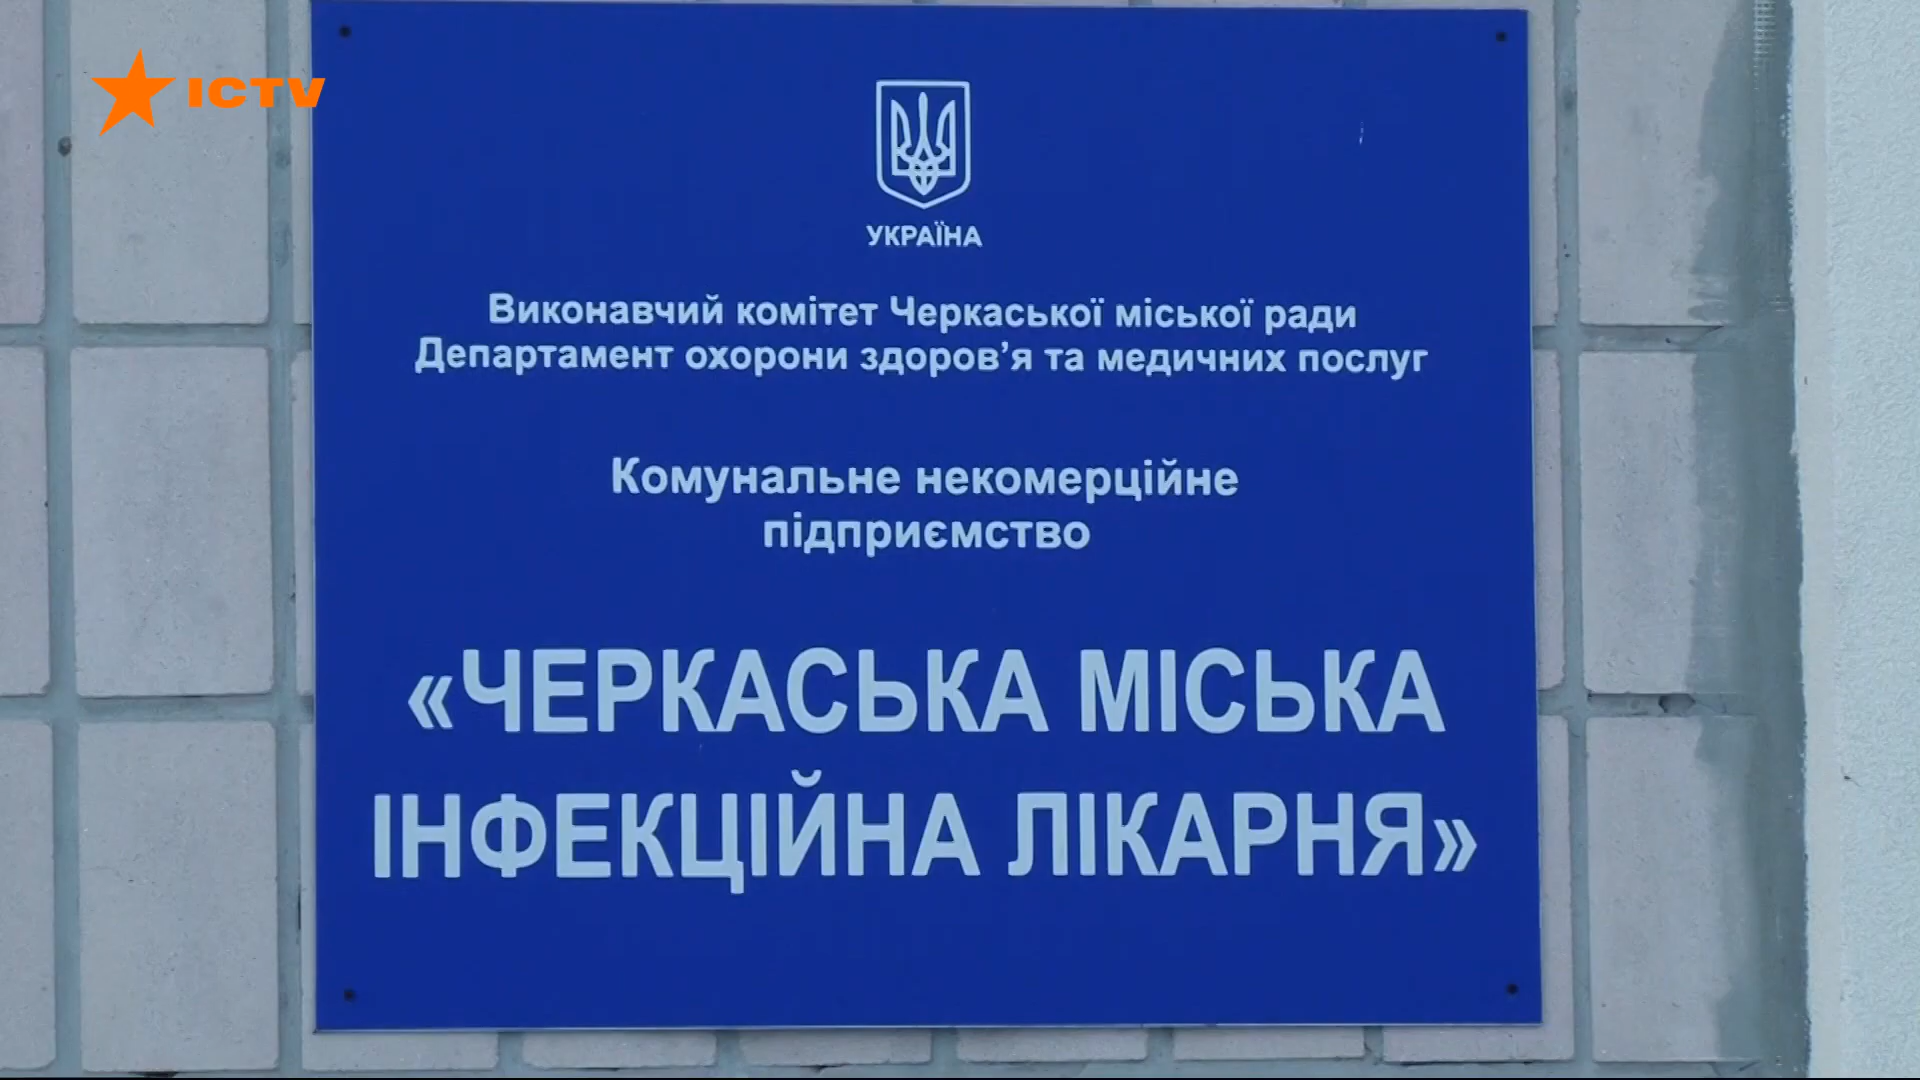 ICTV
УКРАЇНА
Виконавчий комітет Черкаської міської ради
Департамент охорони здоров’я та медичних послуг
Комунальне некомерційне
підприємство
«ЧЕРКАСЬКА МІСЬКА
ІНФЕКЦІЙНА ЛІКАРНЯ»